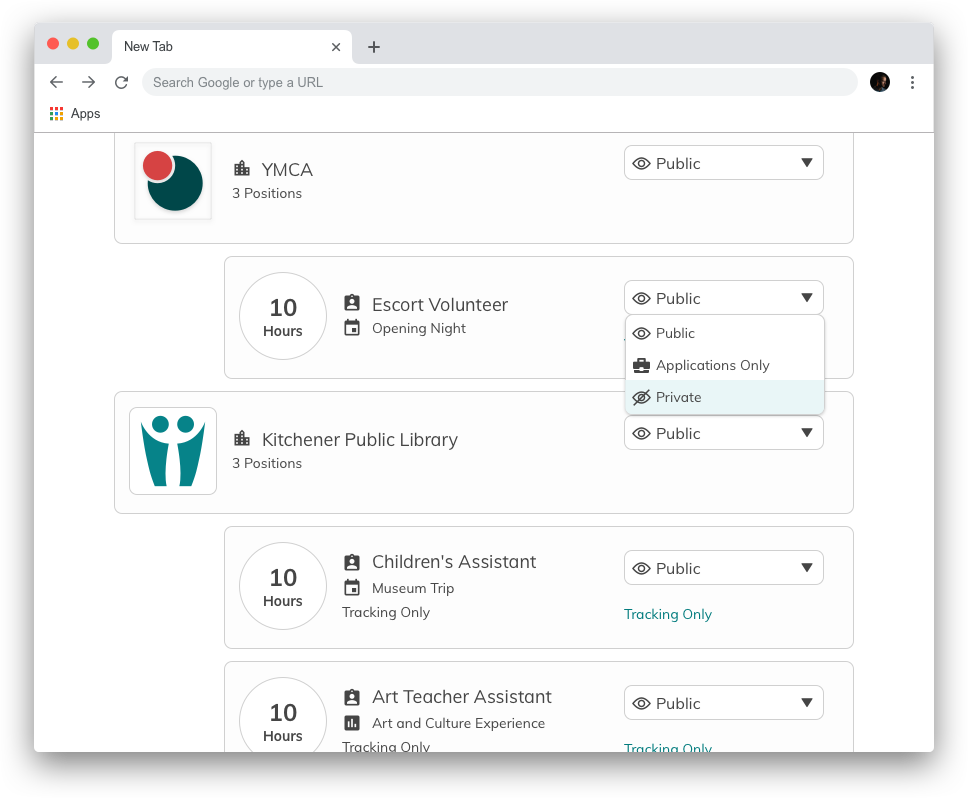 New Tab
Search Google or type a URL
Apps
YMCA
3 Positions
Public
10
Hours
Escort Volunteer
Opening Night
Public
Public
Applications Only
Private
Kitchener Public Library
3 Positions
Public
10
Hours
Children's Assistant
Museum Trip
Tracking Only
Public
Tracking Only
10
Hours
Art Teacher Assistant
Art and Culture Experience
Tracking Only
Public
Tracking Only